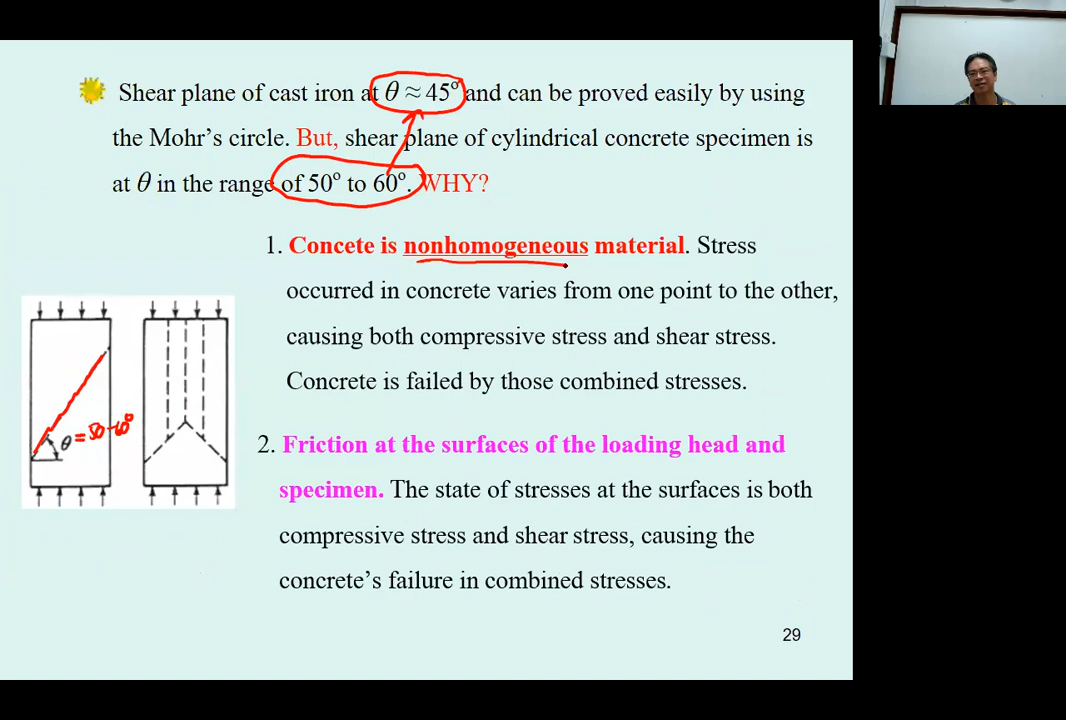 Shear plane of cast iron at θ ≈ 45° and can be proved easily by using
the Mohr's circle. But, shear plane of cylindrical concrete specimen is
at θ in the range of 50° to 60°. WHY?
1. Concete is nonhomogeneous material. Stress
occurred in concrete varies from one point to the other,
causing both compressive stress and shear stress.
Concrete is failed by those combined stresses.
θ = 50-60°
2. Friction at the surfaces of the loading head and
specimen. The state of stresses at the surfaces is both
compressive stress and shear stress, causing the
concrete's failure in combined stresses.
29